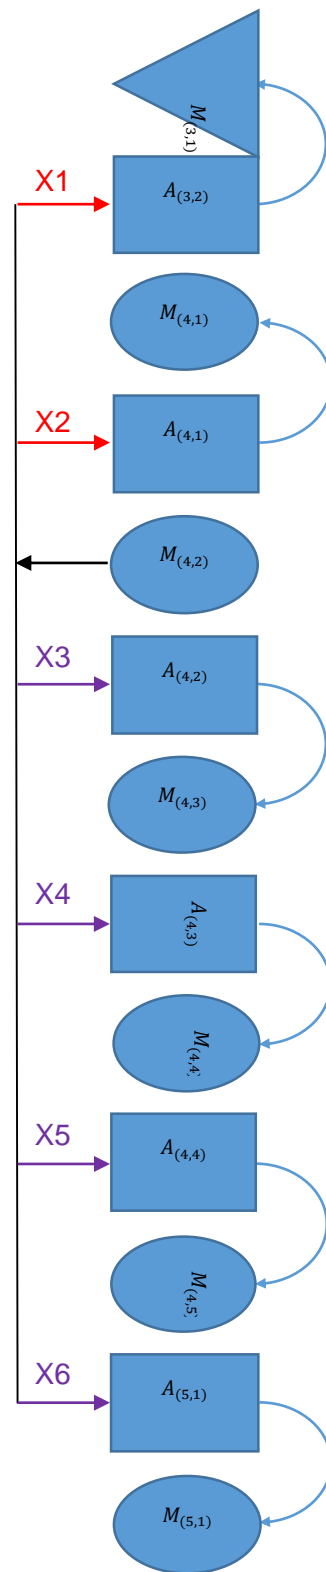 M(3,1)
X1
A(3,2)
M(4,1)
X2
A(4,1)
M(4,2)
X3
A(4,2)
M(4,3)
X4
A(4,3)
M(4,4)
X5
A(4,4)
M(4,5)
X6
A(5,1)
M(5,1)